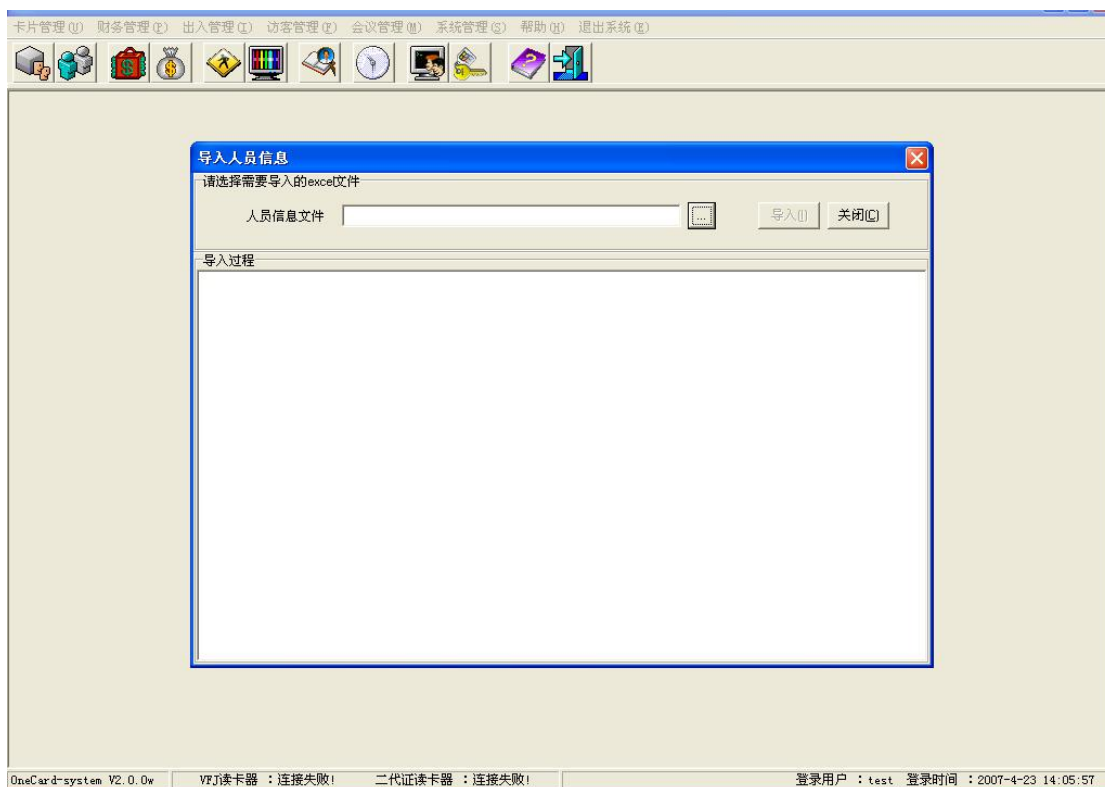 卡片管理(U) 财务管理(P) 出入管理(I) 访客管理(F) 会议管理(M) 系统管理(S) 帮助(H) 退出系统(E)
导入人员信息
请选择需要导入的excel文件
人员信息文件 ... 导入(I) 关闭(C)
导入过程
OneCard-system V2.0.0w VFJ读卡器 :连接失败! 二代证读卡器 :连接失败! 登录用户 :test 登录时间 :2007-4-23 14:05:57